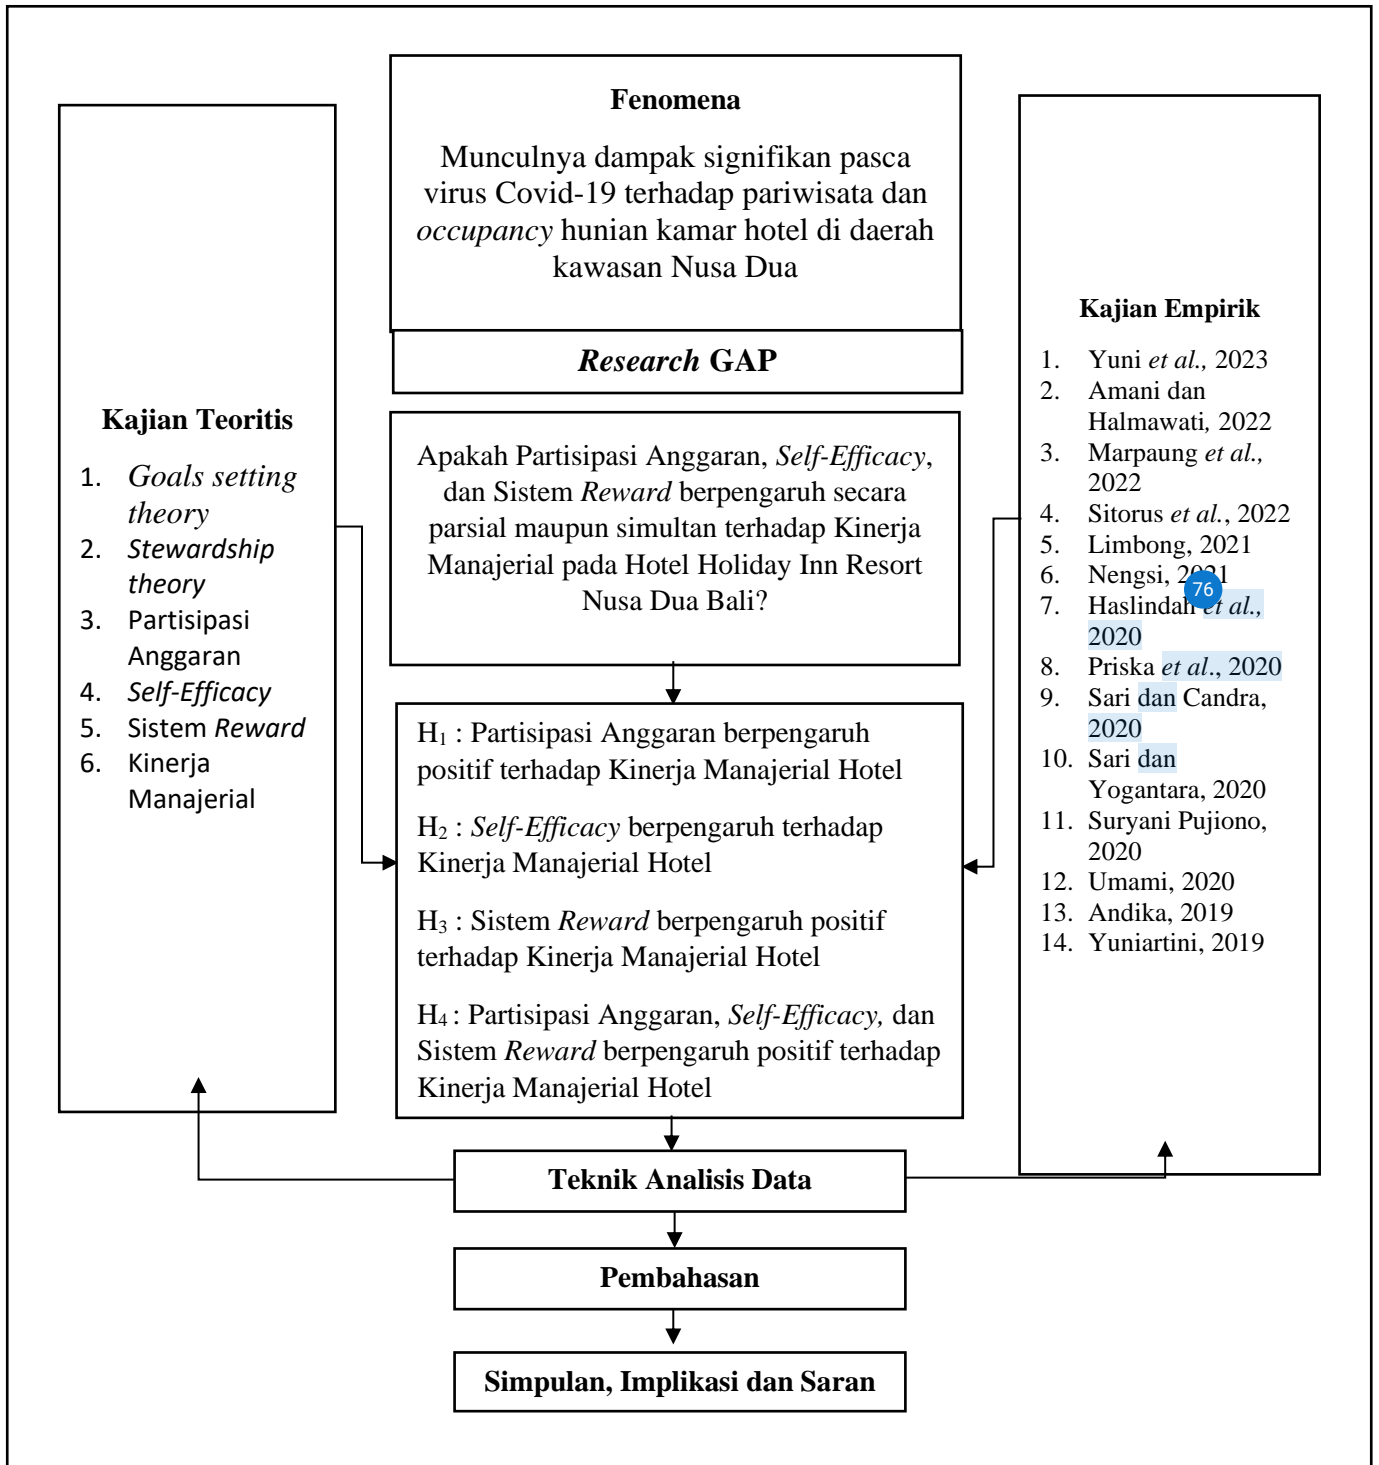 Fenomena
Munculnya dampak signifikan pasca
virus Covid-19 terhadap pariwisata dan
occupancy hunian kamar hotel di daerah
kawasan Nusa Dua
Research GAP
Apakah Partisipasi Anggaran, Self-Efficacy,
dan Sistem Reward berpengaruh secara
parsial maupun simultan terhadap Kinerja
Manajerial pada Hotel Holiday Inn Resort
Nusa Dua Bali?
Kajian Teoritis
1. Goals setting
theory
2. Stewardship
theory
3. Partisipasi
Anggaran
4. Self-Efficacy
5. Sistem Reward
6. Kinerja
Manajerial
H1 : Partisipasi Anggaran berpengaruh
positif terhadap Kinerja Manajerial Hotel
H2 : Self-Efficacy berpengaruh terhadap
Kinerja Manajerial Hotel
H3 : Sistem Reward berpengaruh positif
terhadap Kinerja Manajerial Hotel
H4 : Partisipasi Anggaran, Self-Efficacy, dan
Sistem Reward berpengaruh positif terhadap
Kinerja Manajerial Hotel
Kajian Empirik
1. Yuni et al., 2023
2. Amani dan
Halmawati, 2022
3. Marpaung et al.,
2022
4. Sitorus et al., 2022
5. Limbong, 2021
6. Nengsi, 2021
76
7. Haslindah et al.,
2020
8. Priska et al., 2020
9. Sari dan Candra,
2020
10. Sari dan
Yogantara, 2020
11. Suryani Pujiono,
2020
12. Umami, 2020
13. Andika, 2019
14. Yuniartini, 2019
Teknik Analisis Data
Pembahasan
Simpulan, Implikasi dan Saran